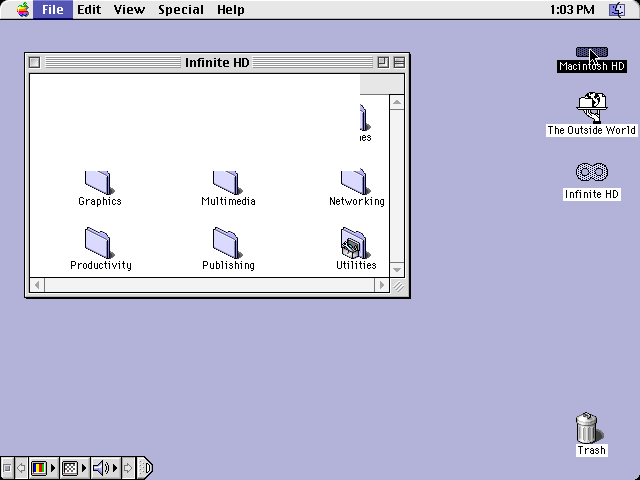 File Edit View Special Help 1:03 PM
Infinite HD
Macintosh HD
The Outside World
Graphics Multimedia Networking
Infinite HD
Productivity Publishing Utilities
Trash